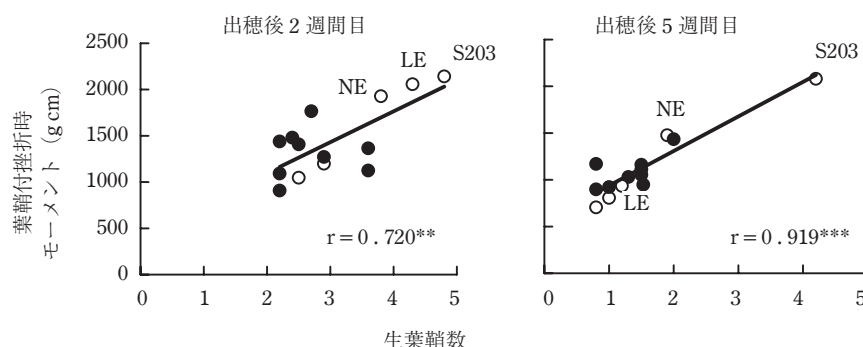 出穂後2週間目
出穂後5週間目
葉鞘付挫折時
モーメント (g cm)
2500
2000
1500
1000
500
0
NE
LE
S203
r=0.720**
0 1 2 3 4 5
S203
NE
LE
r=0.919***
0 1 2 3 4 5
生葉鞘数